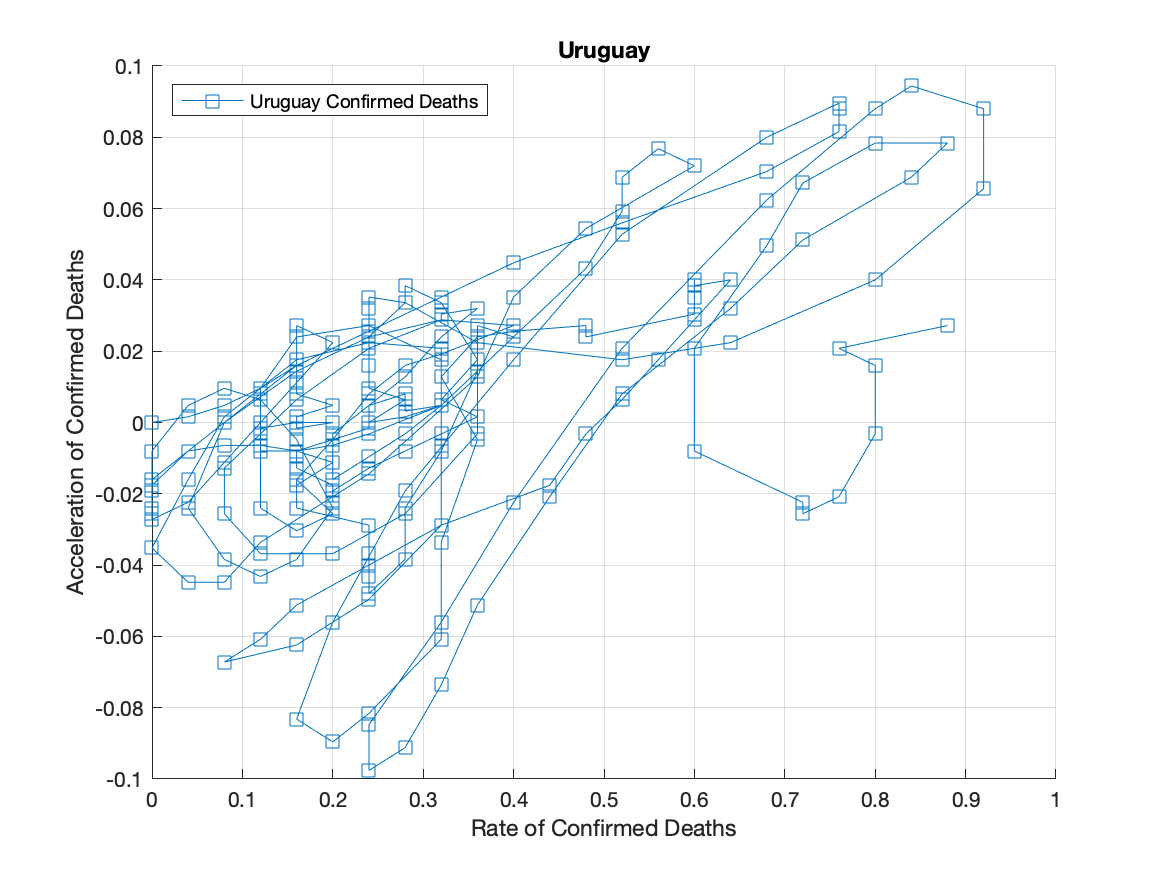 Uruguay
Uruguay Confirmed Deaths
0.1
0.08
0.06
0.04
0.02
0
-0.02
-0.04
-0.06
-0.08
-0.1
Acceleration of Confirmed Deaths
0 0.1 0.2 0.3 0.4 0.5 0.6 0.7 0.8 0.9 1
Rate of Confirmed Deaths